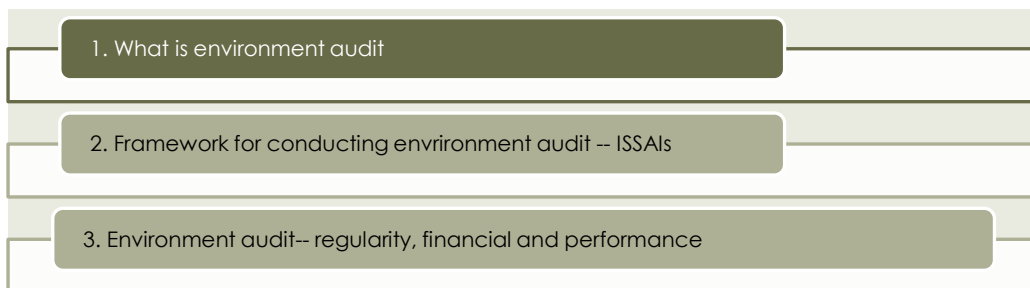 1. What is environment audit
2. Framework for conducting envrironment audit -- ISSAIs
3. Environment audit-- regularity, financial and performance